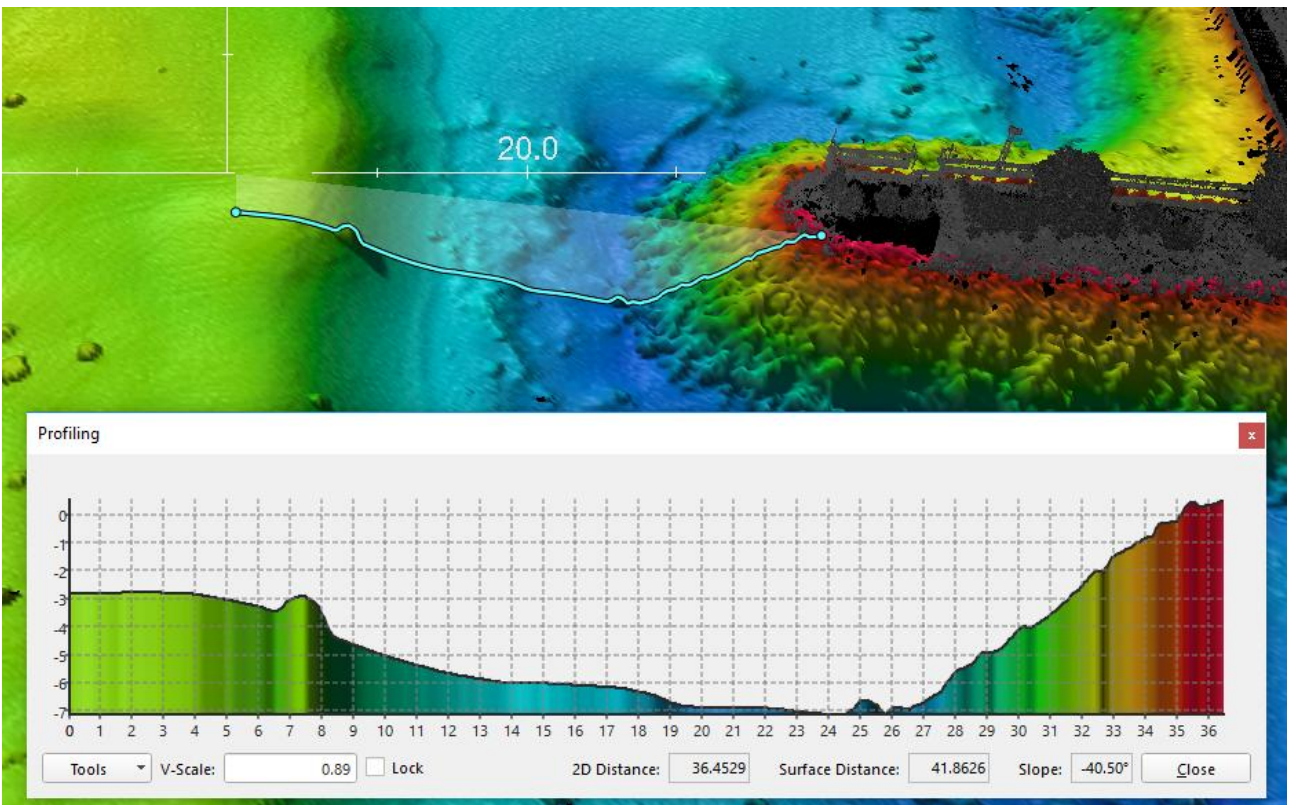 20.0
Profiling
x
0
-1
-2
-3
-4
-5
-6
-7
0 1 2 3 4 5 6 7 8 9 10 11 12 13 14 15 16 17 18 19 20 21 22 23 24 25 26 27 28 29 30 31 32 33 34 35 36
Tools V-Scale: 0.89 Lock 2D Distance: 36.4529 Surface Distance: 41.8626 Slope: -40.50° Close